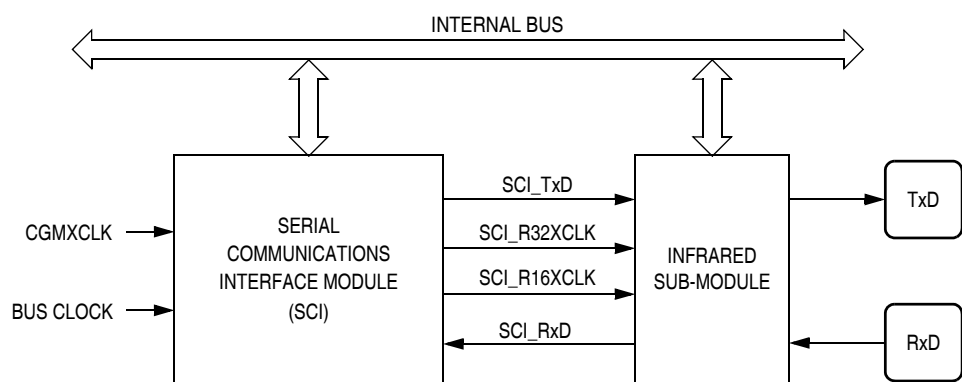 INTERNAL BUS
SCI_TxD
TxD
CGMXCLK
SERIAL
COMMUNICATIONS
INTERFACE MODULE
(SCI)
SCI_R32XCLK
SCI_R16XCLK
INFRARED
SUB-MODULE
BUS CLOCK
SCI_RxD
RxD